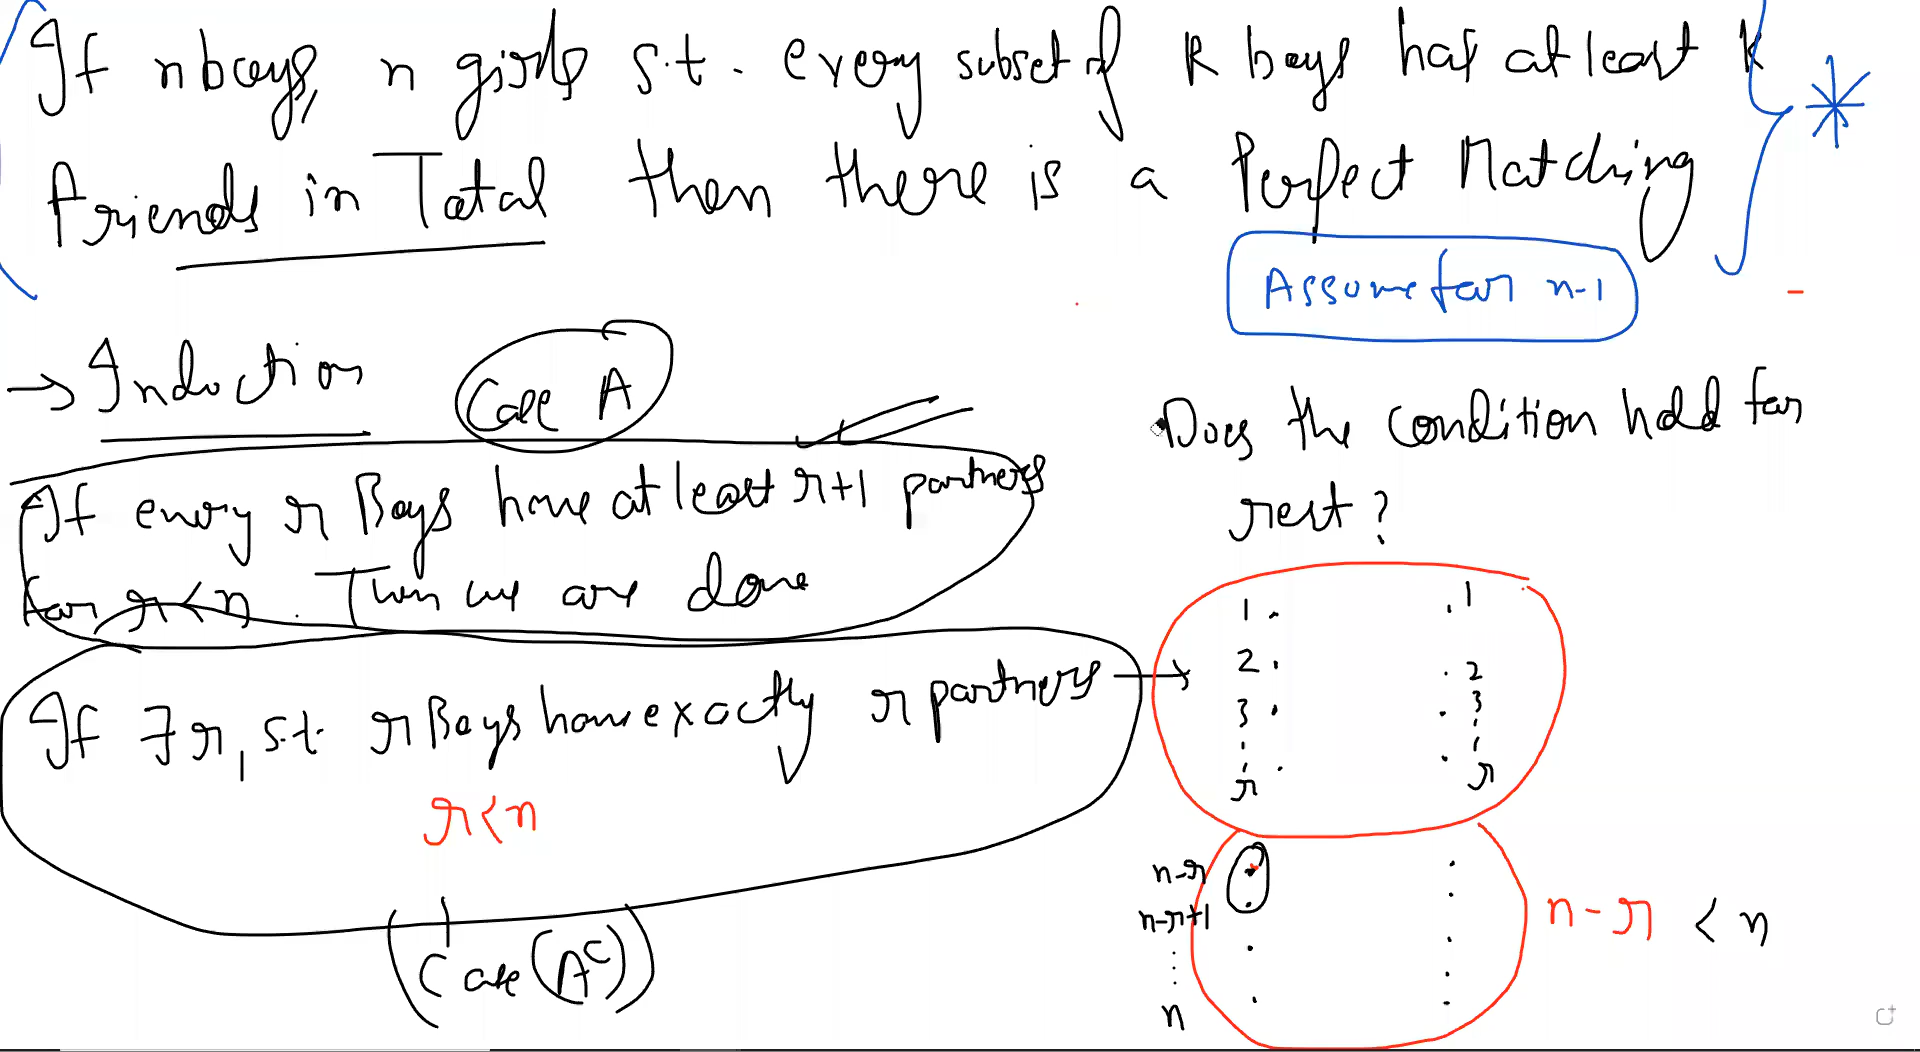 If n boys, n girls s.t. every subset of k boys has at least k
friends in Total then there is a Perfect Matching
*
Assume for n-1
→ Induction
Case A
If every r Boys have at least r+1 partners
for r<n. Then we are done
If ∃ r, s.t. r Boys have exactly r partners →
r<n
(Case (A^c))
Does the condition hold for
rest?
1 . . 1
2 . . 2
3 . . 3
r . . r
n-r
n-r+1
n
n-r < n